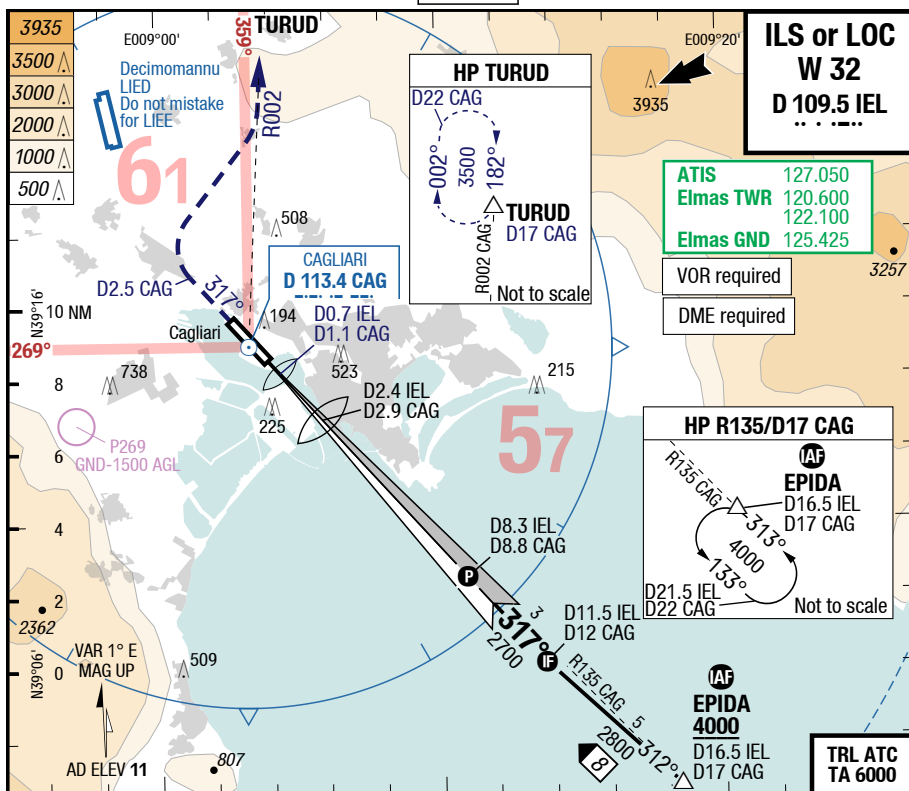 3935
3500
3000
2000
1000
500
E009°00'
359°
TURUD
R002
Decimomannu
LIED
Do not mistake
for LIEE
61
508
CAGLIARI
D 113.4 CAG
D2.5 CAG
317°
194
D0.7 IEL
D1.1 CAG
N39°16'
10 NM
Cagliari
269°
523
8
738
D2.4 IEL
D2.9 CAG
225
215
P269
GND-1500 AGL
6
57
4
2
0
2362
N39°06'
VAR 1° E
MAG UP
509
AD ELEV 11
807
HP TURUD
D22 CAG
002°
3500
182°
TURUD
D17 CAG
R002 CAG
Not to scale
E009°20'
3935
ILS or LOC
W 32
D 109.5 IEL
ATIS 127.050
Elmas TWR 120.600
122.100
Elmas GND 125.425
3257
VOR required
DME required
HP R135/D17 CAG
IAF
EPIDA
R135 CAG
D16.5 IEL
D17 CAG
313°
4000
133°
D21.5 IEL
D22 CAG
Not to scale
D8.3 IEL
D8.8 CAG
P
3
317°
2700
D11.5 IEL
D12 CAG
IF
R135 CAG
5
2800
312°
8
IAF
EPIDA
4000
D16.5 IEL
D17 CAG
TRL ATC
TA 6000